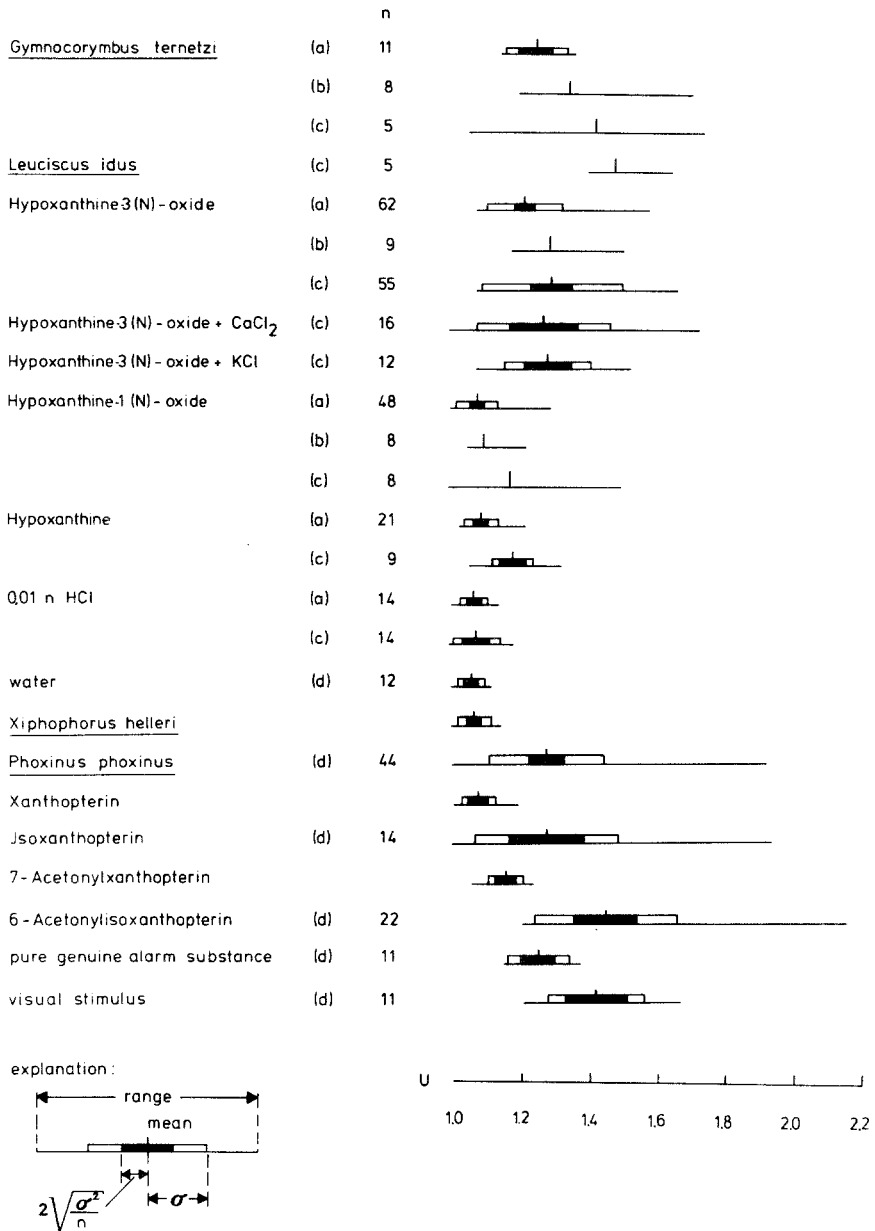 n
Gymnocorymbus ternetzi (a) 11
(b) 8
(c) 5
Leuciscus idus (c) 5
Hypoxanthine-3(N)-oxide (a) 62
(b) 9
(c) 55
Hypoxanthine-3(N)-oxide + CaCl2 (c) 16
Hypoxanthine-3(N)-oxide + KCl (c) 12
Hypoxanthine-1(N)-oxide (a) 48
(b) 8
(c) 8
Hypoxanthine (a) 21
(c) 9
0,01 n HCl (a) 14
(c) 14
water (d) 12
Xiphophorus helleri
Phoxinus phoxinus (d) 44
Xanthopterin
Jsoxanthopterin (d) 14
7-Acetonylxanthopterin
6-Acetonylisoxanthopterin (d) 22
pure genuine alarm substance (d) 11
visual stimulus (d) 11
explanation:
U
1.0 1.2 1.4 1.6 1.8 2.0 2.2
range
mean
2√σ²/n σ